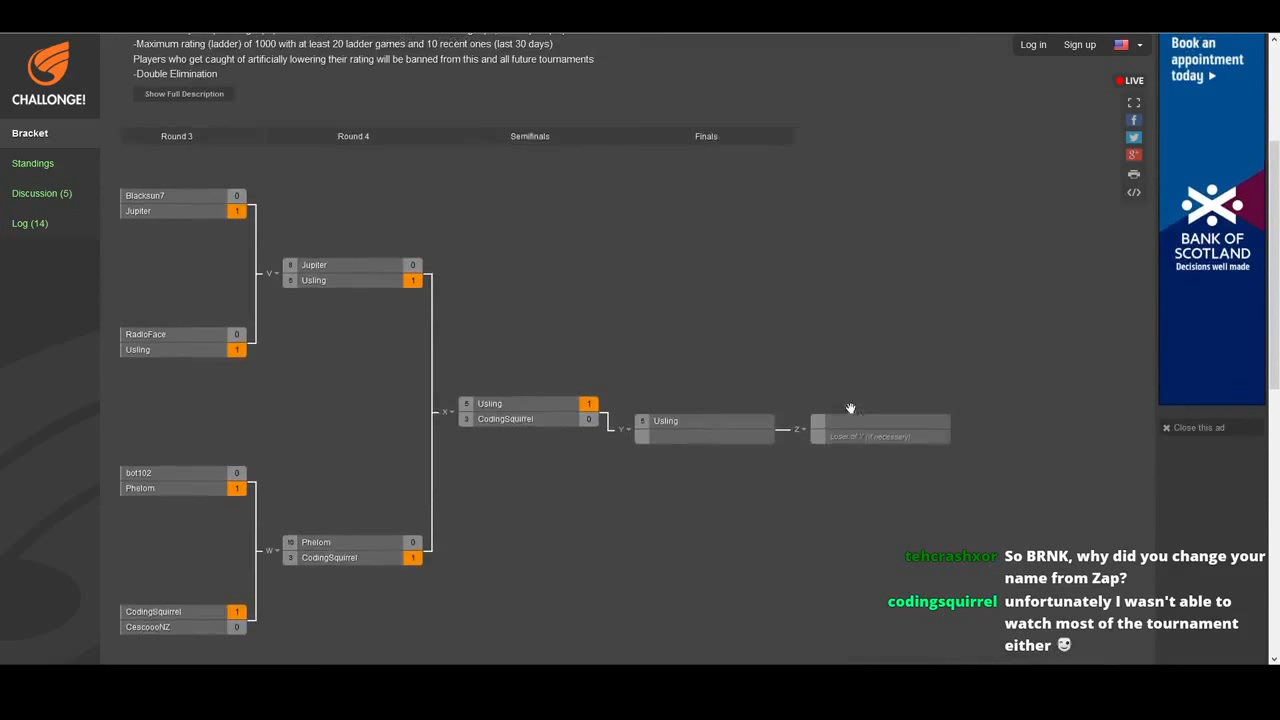 -Maximum rating (ladder) of 1000 with at least 20 ladder games and 10 recent ones (last 30 days)
Players who get caught of artificially lowering their rating will be banned from this and all future tournaments
-Double Elimination
Show Full Description
CHALLONGE!
Bracket
Standings
Discussion (5)
Log (14)
Log in
Sign up
LIVE
Book an
appointment
today
Round 3
Round 4
Semifinals
Finals
Blacksun7 0
Jupiter 1
V
8 Jupiter 0
5 Usling 1
RadioFace 0
Usling 1
X
5 Usling 1
3 CodingSquirrel 0
Y
5 Usling
Z
Loser of Y (if necessary)
bot102 0
Phelom 1
W
10 Phelom 0
3 CodingSquirrel 1
CodingSquirrel 1
CescoooNZ 0
BANK OF
SCOTLAND
Decisions well made
Close this ad
tehcrashxor So BRNK, why did you change your
name from Zap?
codingsquirrel unfortunately I wasn't able to
watch most of the tournament
either